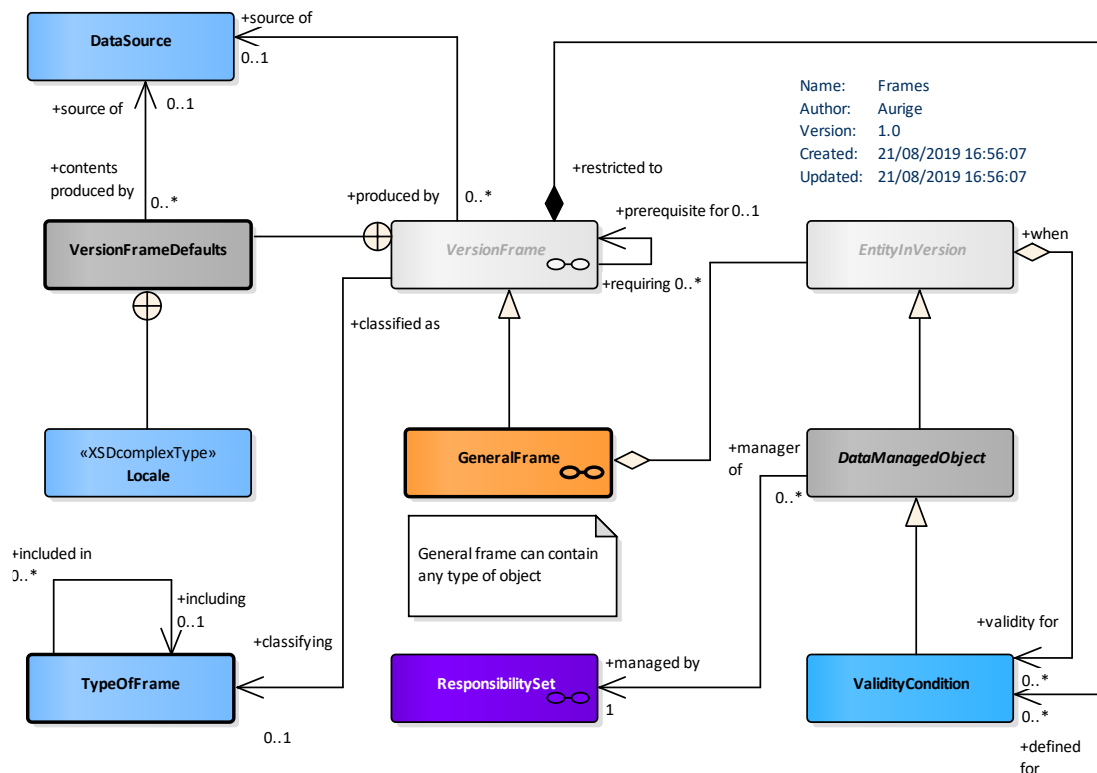 +source of
DataSource
0..1
Name: Frames
Author: Aurige
Version: 1.0
Created: 21/08/2019 16:56:07
Updated: 21/08/2019 16:56:07
+source of
0..1
+contents
produced by
0..*
+restricted to
+produced by
0..*
+prerequisite for 0..1
VersionFrameDefaults
VersionFrame
+requiring 0..*
EntityInVersion
+when
+classified as
«XSDcomplexType»
Locale
GeneralFrame
+manager
of
0..*
DataManagedObject
General frame can contain
any type of object
+included in
0..*
+including
0..1
+classifying
TypeOfFrame
0..1
ResponsibilitySet
+managed by
1
+validity for
0..*
ValidityCondition
0..*
+defined
for